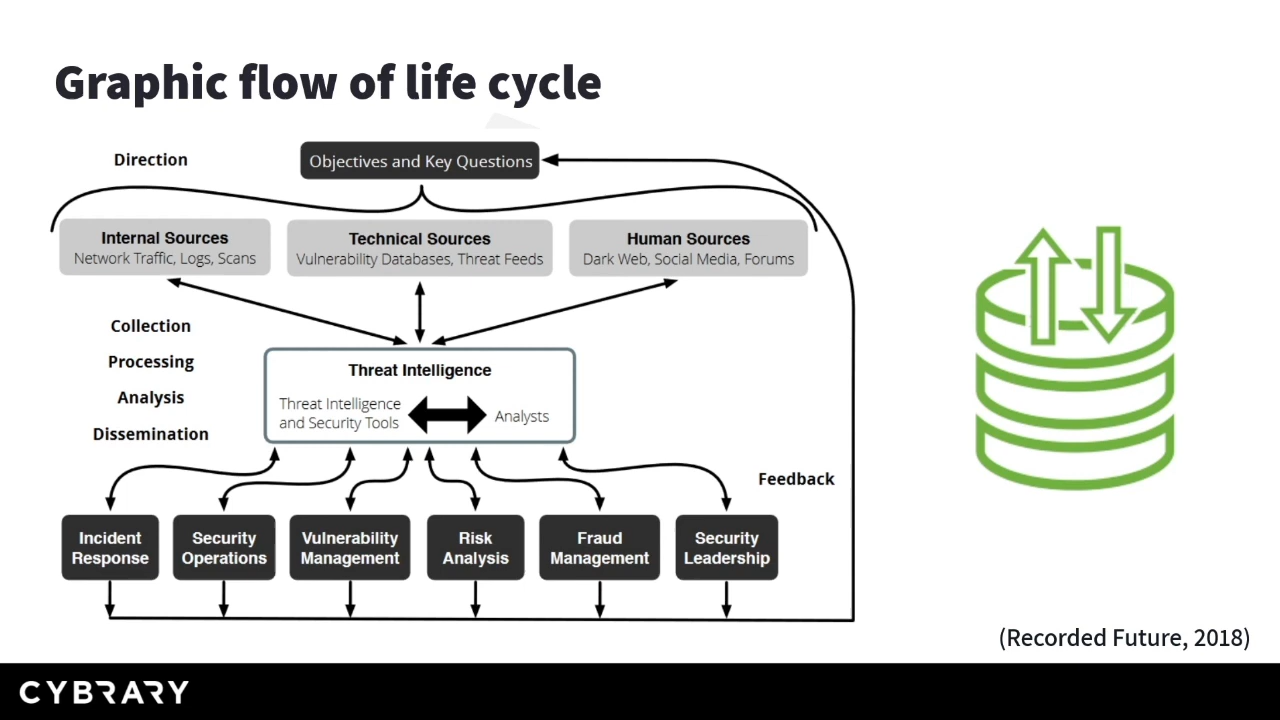 Graphic flow of life cycle
Direction
Objectives and Key Questions
Internal Sources
Network Traffic, Logs, Scans
Technical Sources
Vulnerability Databases, Threat Feeds
Human Sources
Dark Web, Social Media, Forums
Collection
Processing
Analysis
Dissemination
Threat Intelligence
Threat Intelligence
and Security Tools
Analysts
Feedback
Incident
Response
Security
Operations
Vulnerability
Management
Risk
Analysis
Fraud
Management
Security
Leadership
(Recorded Future, 2018)
CYBRARY